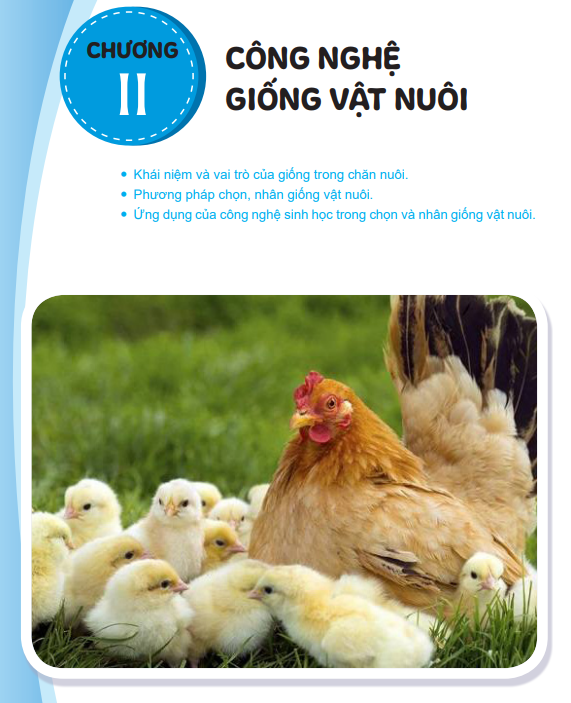 CHƯƠNG
II
CÔNG NGHỆ
GIỐNG VẬT NUÔI
• Khái niệm và vai trò của giống trong chăn nuôi.
• Phương pháp chọn, nhân giống vật nuôi.
• Ứng dụng của công nghệ sinh học trong chọn và nhân giống vật nuôi.